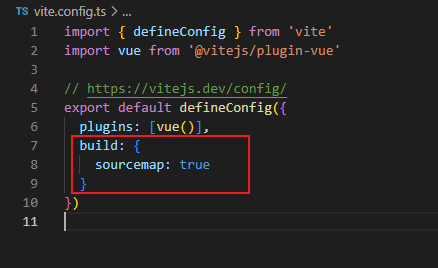 TS vite.config.ts > ...
1 import { defineConfig } from 'vite'
2 import vue from '@vitejs/plugin-vue'
3
4 // https://vitejs.dev/config/
5 export default defineConfig({
6   plugins: [vue()],
7   build: {
8     sourcemap: true
9   }
10 })
11